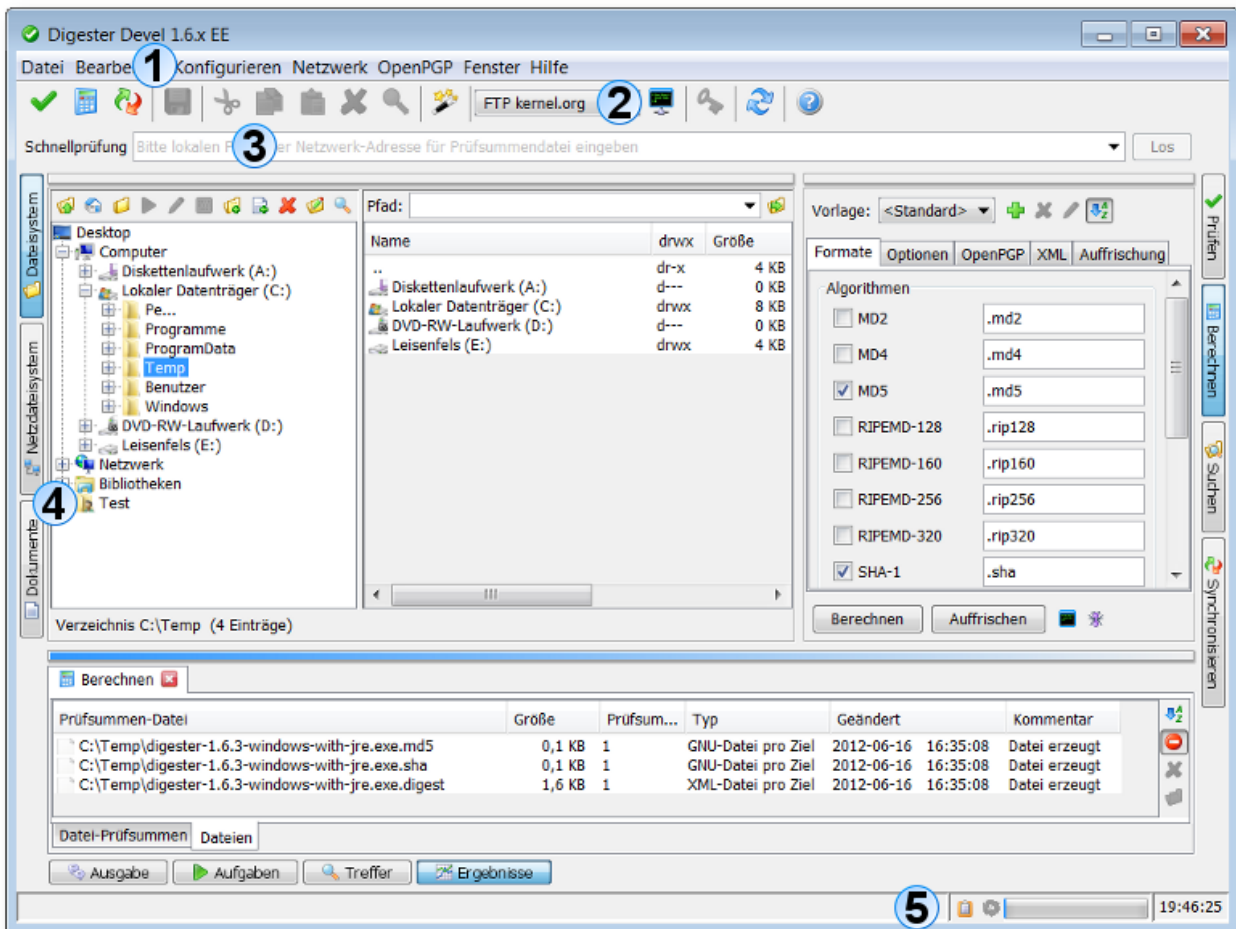 Digester Devel 1.6.x EE
Datei Bearbe 1 Konfigurieren Netzwerk OpenPGP Fenster Hilfe
FTP kernel.org 2
Schnellprüfung Bitte lokalen 3 er Netzwerk-Adresse für Prüfsummendatei eingeben Los
Dateisystem
Netzdateisystem
Dokumente
Desktop
Computer
Diskettenlaufwerk (A:)
Lokaler Datenträger (C:)
Pe...
Programme
ProgramData
Temp
Benutzer
Windows
DVD-RW-Laufwerk (D:)
Leisenfels (E:)
Netzwerk
Bibliotheken
4 Test
Verzeichnis C:\Temp (4 Einträge)
Pfad:
Name drwx Größe
.. dr-x 4 KB
Diskettenlaufwerk (A:) d--- 0 KB
Lokaler Datenträger (C:) drwx 8 KB
DVD-RW-Laufwerk (D:) d--- 0 KB
Leisenfels (E:) drwx 4 KB
Vorlage: <Standard>
Formate Optionen OpenPGP XML Auffrischung
Algorithmen
MD2 .md2
MD4 .md4
MD5 .md5
RIPEMD-128 .rip128
RIPEMD-160 .rip160
RIPEMD-256 .rip256
RIPEMD-320 .rip320
SHA-1 .sha
Berechnen Auffrischen
Prüfen
Berechnen
Suchen
Synchronisieren
Berechnen
Prüfsummen-Datei Größe Prüfsum... Typ Geändert Kommentar
C:\Temp\digester-1.6.3-windows-with-jre.exe.md5 0,1 KB 1 GNU-Datei pro Ziel 2012-06-16 16:35:08 Datei erzeugt
C:\Temp\digester-1.6.3-windows-with-jre.exe.sha 0,1 KB 1 GNU-Datei pro Ziel 2012-06-16 16:35:08 Datei erzeugt
C:\Temp\digester-1.6.3-windows-with-jre.exe.digest 1,6 KB 1 XML-Datei pro Ziel 2012-06-16 16:35:08 Datei erzeugt
Datei-Prüfsummen Dateien
Ausgabe Aufgaben Treffer Ergebnisse
5 19:46:25